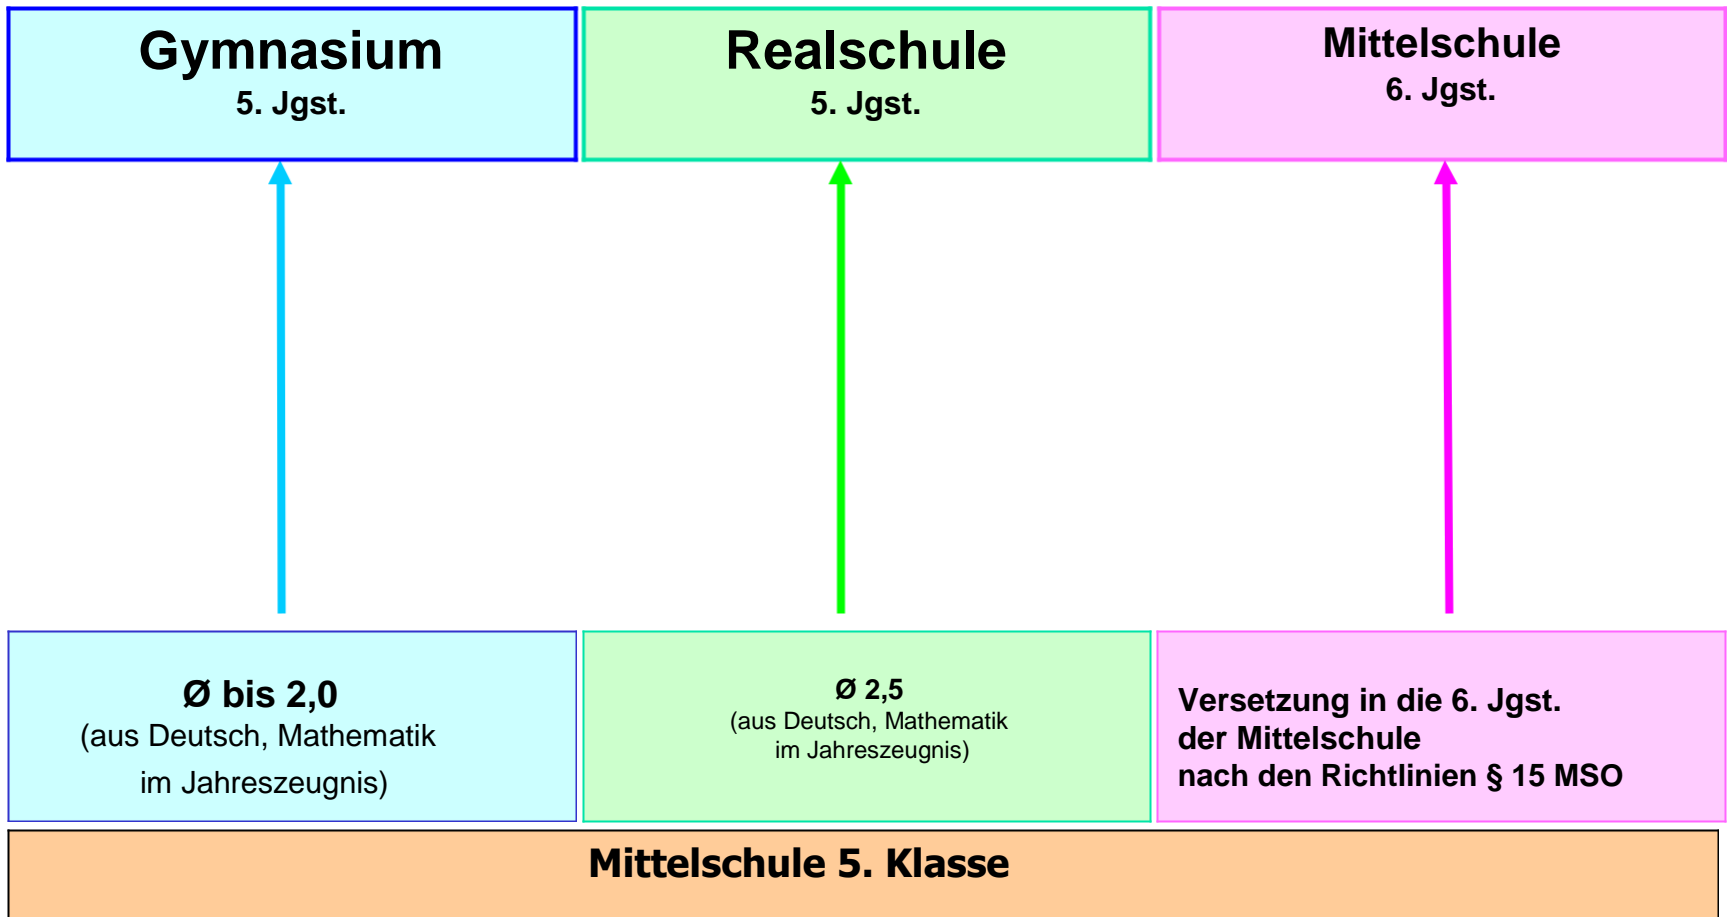 Gymnasium
5. Jgst.
Realschule
5. Jgst.
Mittelschule
6. Jgst.
Ø bis 2,0
(aus Deutsch, Mathematik
im Jahreszeugnis)
Ø 2,5
(aus Deutsch, Mathematik
im Jahreszeugnis)
Versetzung in die 6. Jgst.
der Mittelschule
nach den Richtlinien § 15 MSO
Mittelschule 5. Klasse